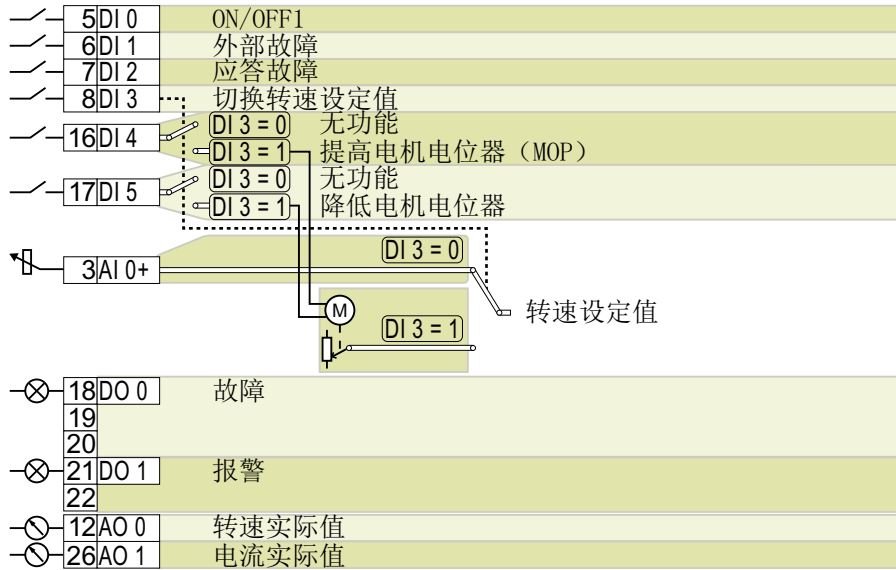 5 DI 0 ON/OFF1
6 DI 1 外部故障
7 DI 2 应答故障
8 DI 3 切换转速设定值
16 DI 4 DI 3 = 0 无功能
DI 3 = 1 提高电机电位器（MOP）
17 DI 5 DI 3 = 0 无功能
DI 3 = 1 降低电机电位器
DI 3 = 0
3 AI 0+
M 转速设定值
DI 3 = 1
18 DO 0 故障
19
20
21 DO 1 报警
22
12 AO 0 转速实际值
26 AO 1 电流实际值